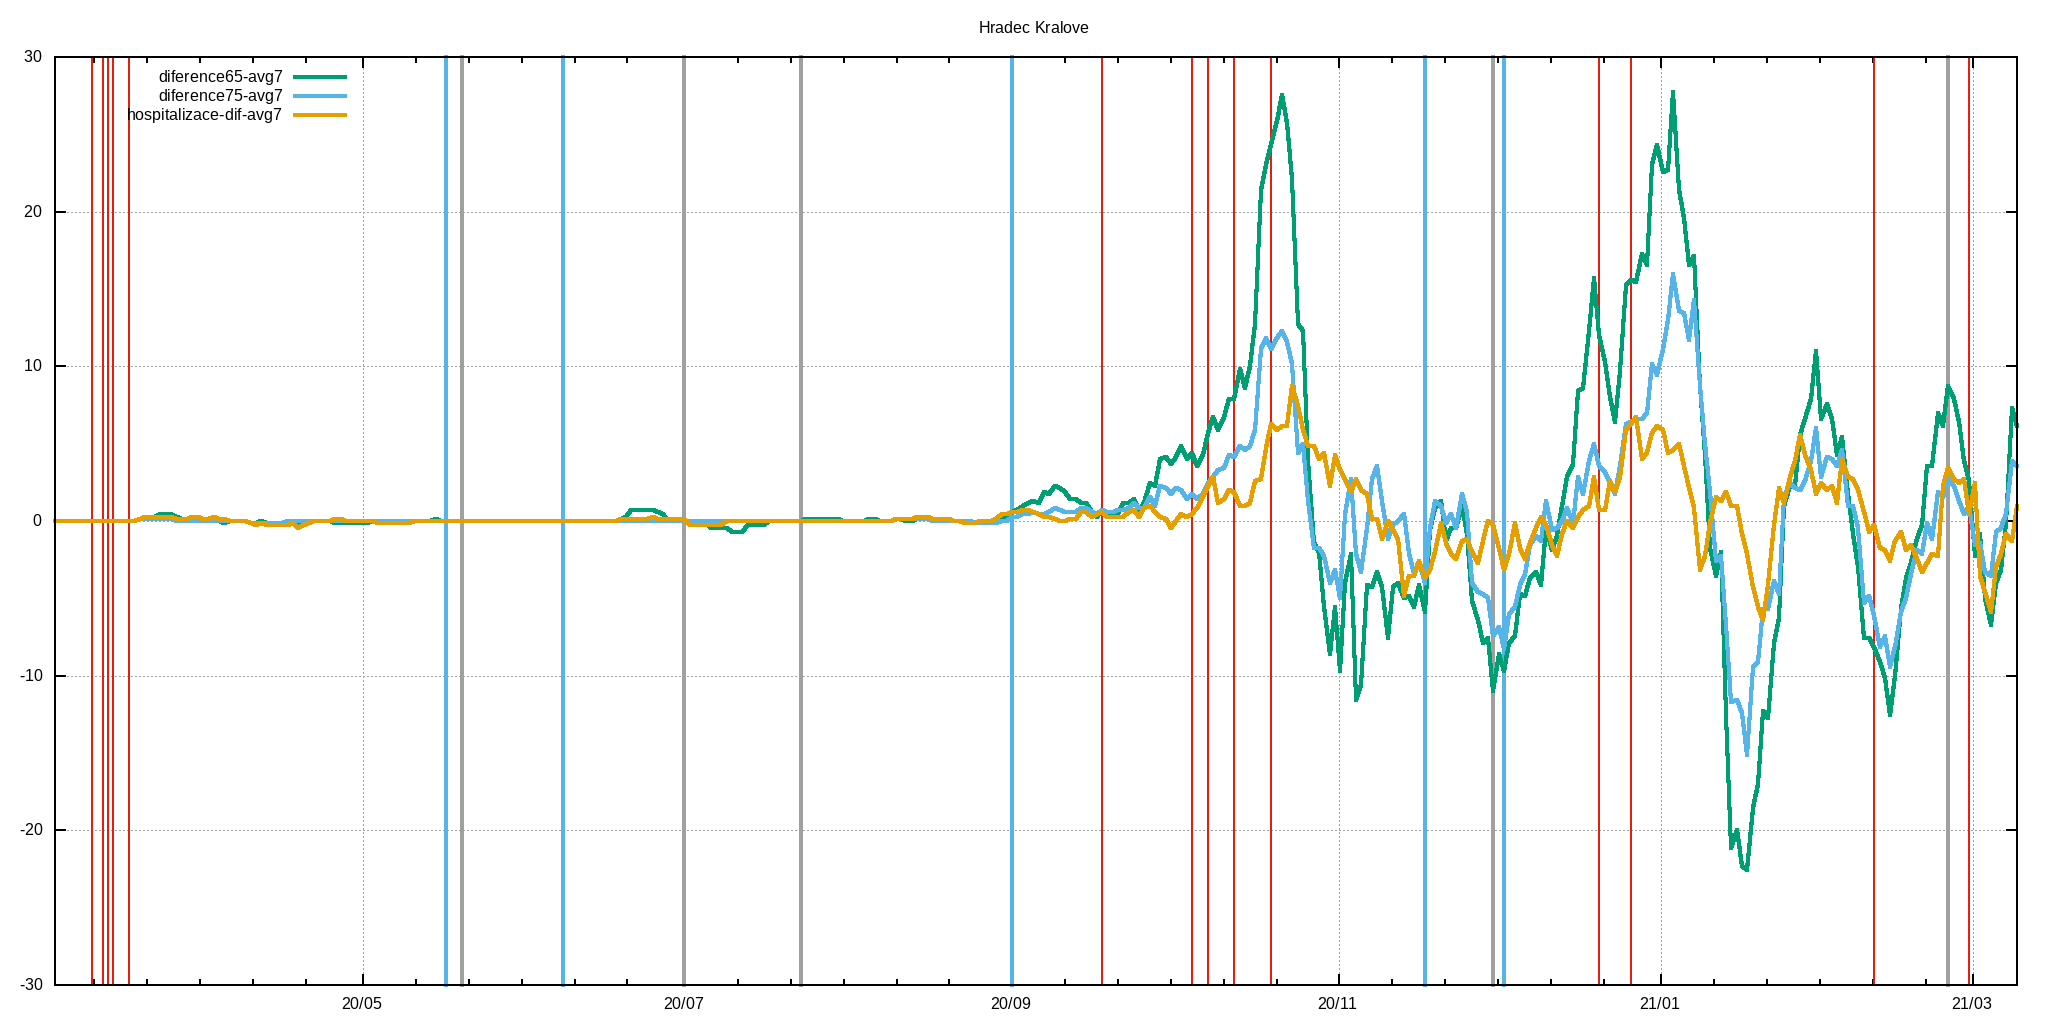 Hradec Kralove
diference65-avg7
diference75-avg7
hospitalizace-dif-avg7
30
20
10
0
-10
-20
-30
20/05 20/07 20/09 20/11 21/01 21/03